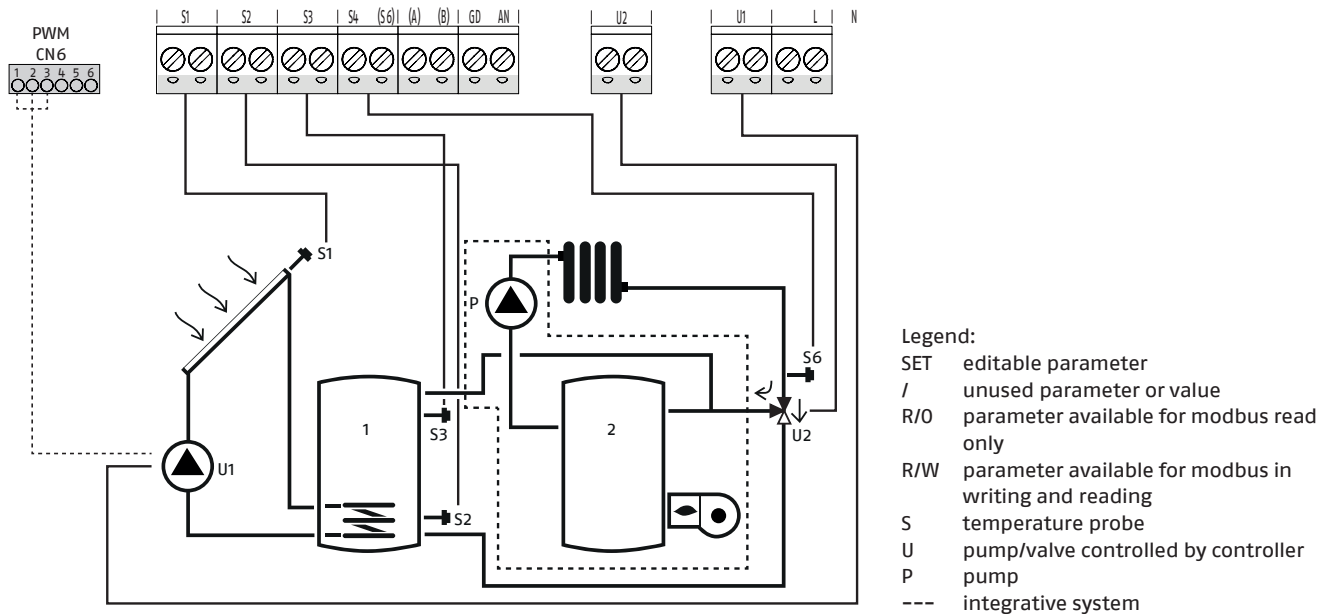 S1 S2 S3 S4 (S6) (A) (B) GD AN U2 U1 L N
PWM
CN6
1 2 3 4 5 6
S1
P
S6
1
S3
2
U2
U1
S2
Legend:
SET editable parameter
/ unused parameter or value
R/O parameter available for modbus read
only
R/W parameter available for modbus in
writing and reading
S temperature probe
U pump/valve controlled by controller
P pump
--- integrative system